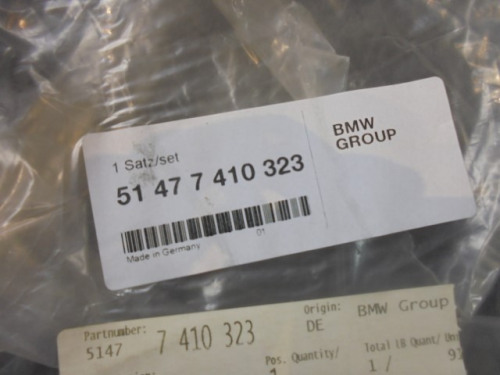 1 Satz/set
51 47 7 410 323
BMW
GROUP
Made in Germany
01
Partnumber:
5147 7 410 323
Origin:
DE
BMW Group
Pos. Quantity/
Total LB Quant/
1 /